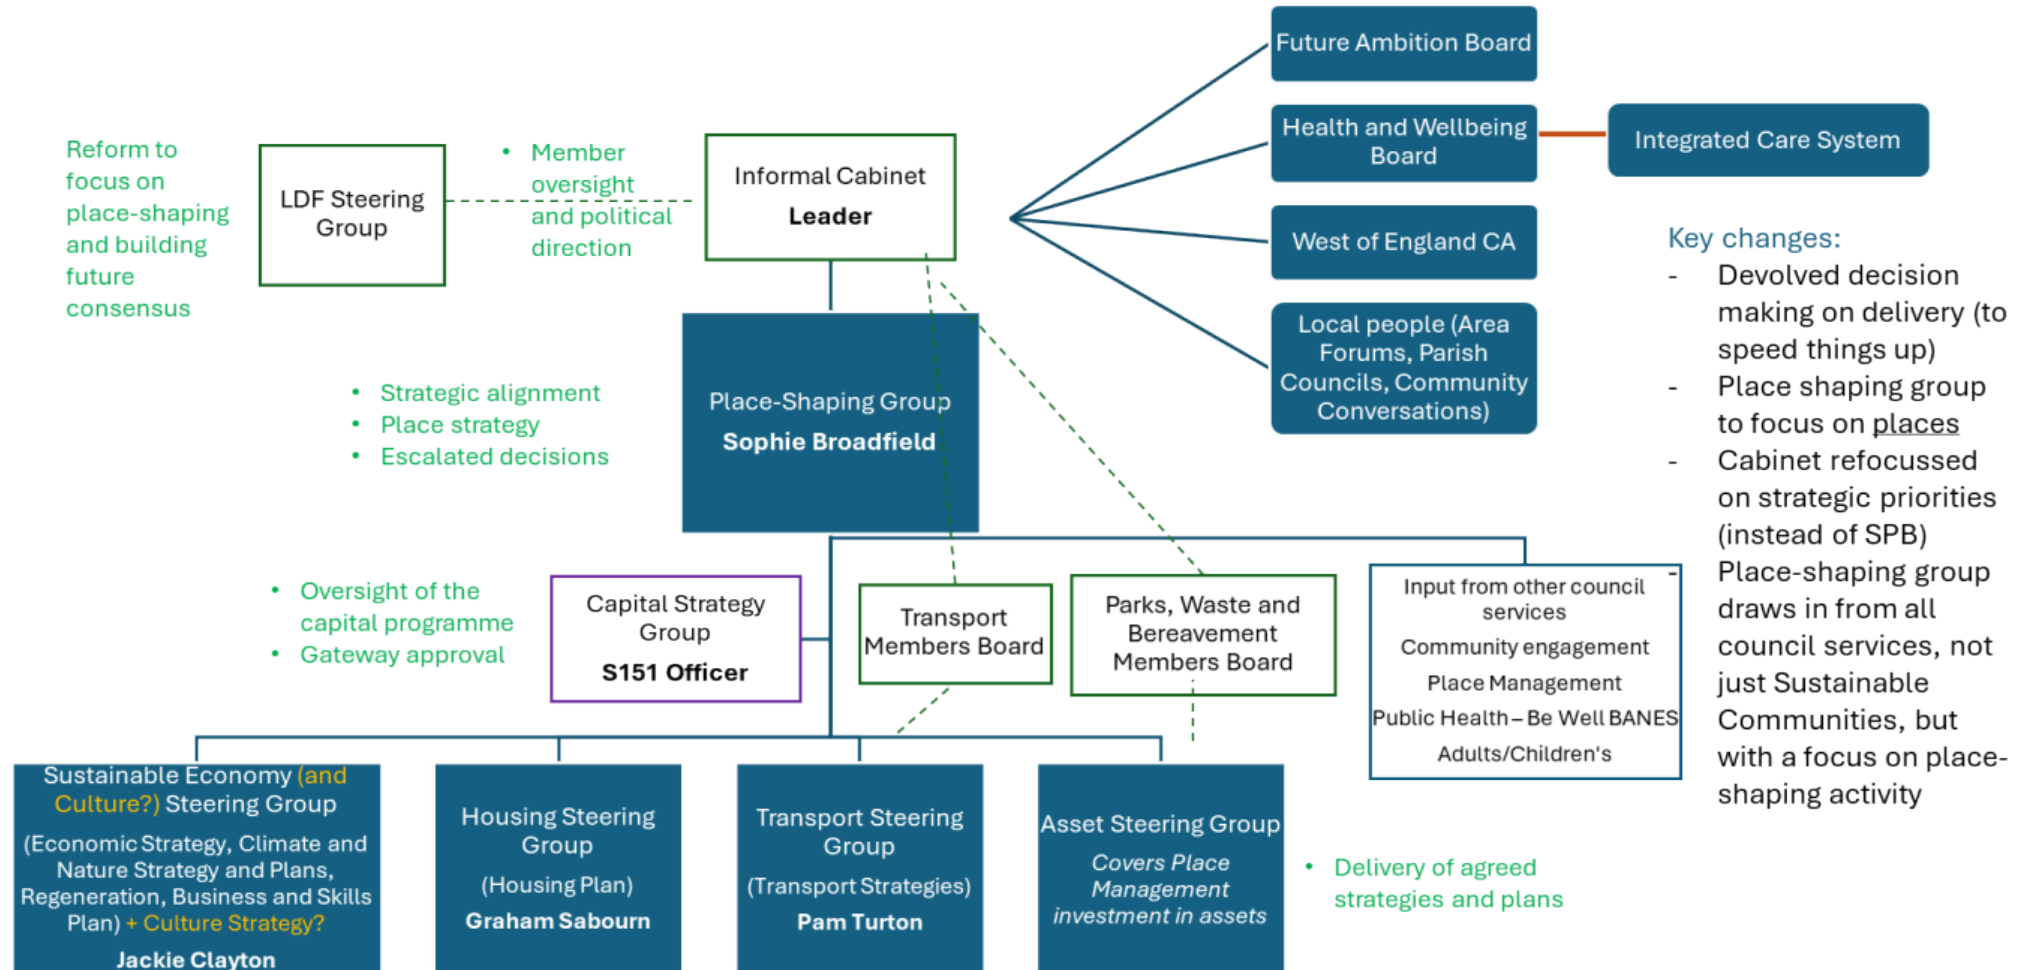 Future Ambition Board
Health and Wellbeing
Board
Integrated Care System
West of England CA
Local people (Area
Forums, Parish
Councils, Community
Conversations)
Reform to
focus on
place-shaping
and building
future
consensus
LDF Steering
Group
• Member
oversight
and political
direction
Informal Cabinet
Leader
Key changes:
- Devolved decision
making on delivery (to
speed things up)
- Place shaping group
to focus on places
- Cabinet refocussed
on strategic priorities
(instead of SPB)
- Place-shaping group
draws in from all
council services, not
just Sustainable
Communities, but
with a focus on place-
shaping activity
• Strategic alignment
• Place strategy
• Escalated decisions
Place-Shaping Group
Sophie Broadfield
• Oversight of the
capital programme
• Gateway approval
Capital Strategy
Group
S151 Officer
Transport
Members Board
Parks, Waste and
Bereavement
Members Board
Input from other council
services
Community engagement
Place Management
Public Health – Be Well BANES
Adults/Children's
Sustainable Economy (and
Culture?) Steering Group
(Economic Strategy, Climate and
Nature Strategy and Plans,
Regeneration, Business and Skills
Plan) + Culture Strategy?
Jackie Clayton
Housing Steering
Group
(Housing Plan)
Graham Sabourn
Transport Steering
Group
(Transport Strategies)
Pam Turton
Asset Steering Group
Covers Place
Management
investment in assets
• Delivery of agreed
strategies and plans